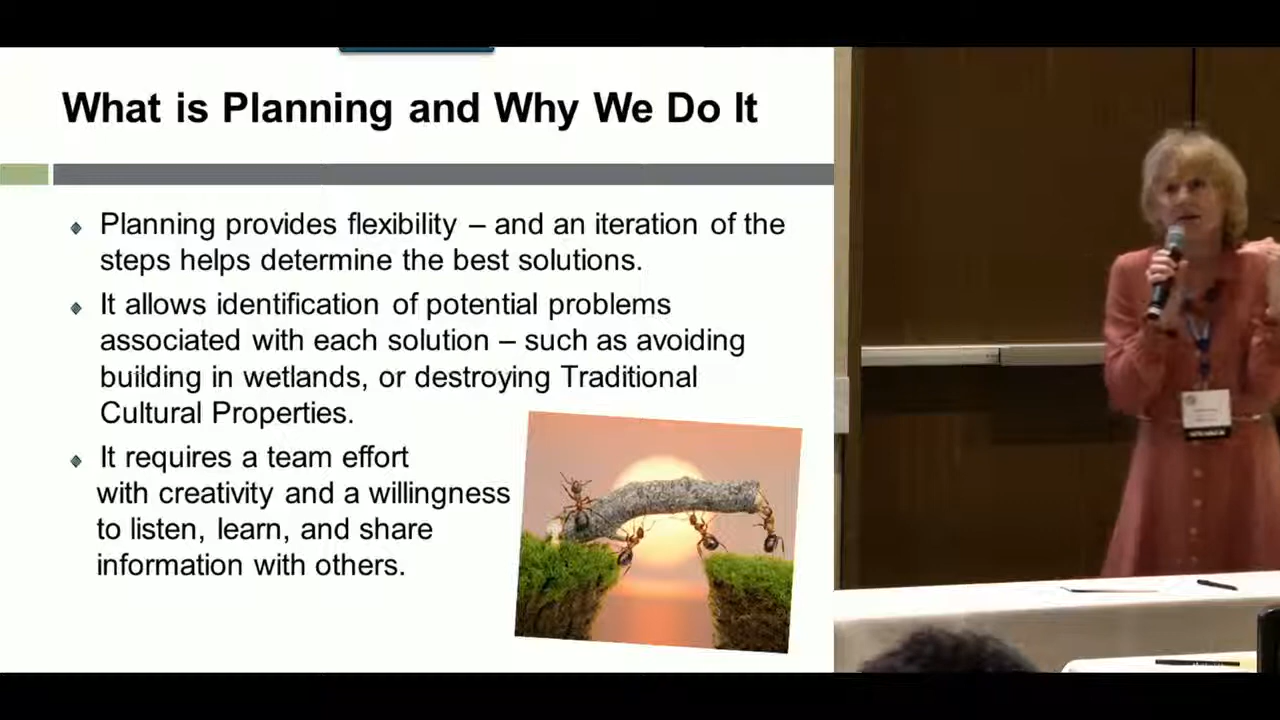 What is Planning and Why We Do It
Planning provides flexibility – and an iteration of the
steps helps determine the best solutions.
It allows identification of potential problems
associated with each solution – such as avoiding
building in wetlands, or destroying Traditional
Cultural Properties.
It requires a team effort
with creativity and a willingness
to listen, learn, and share
information with others.